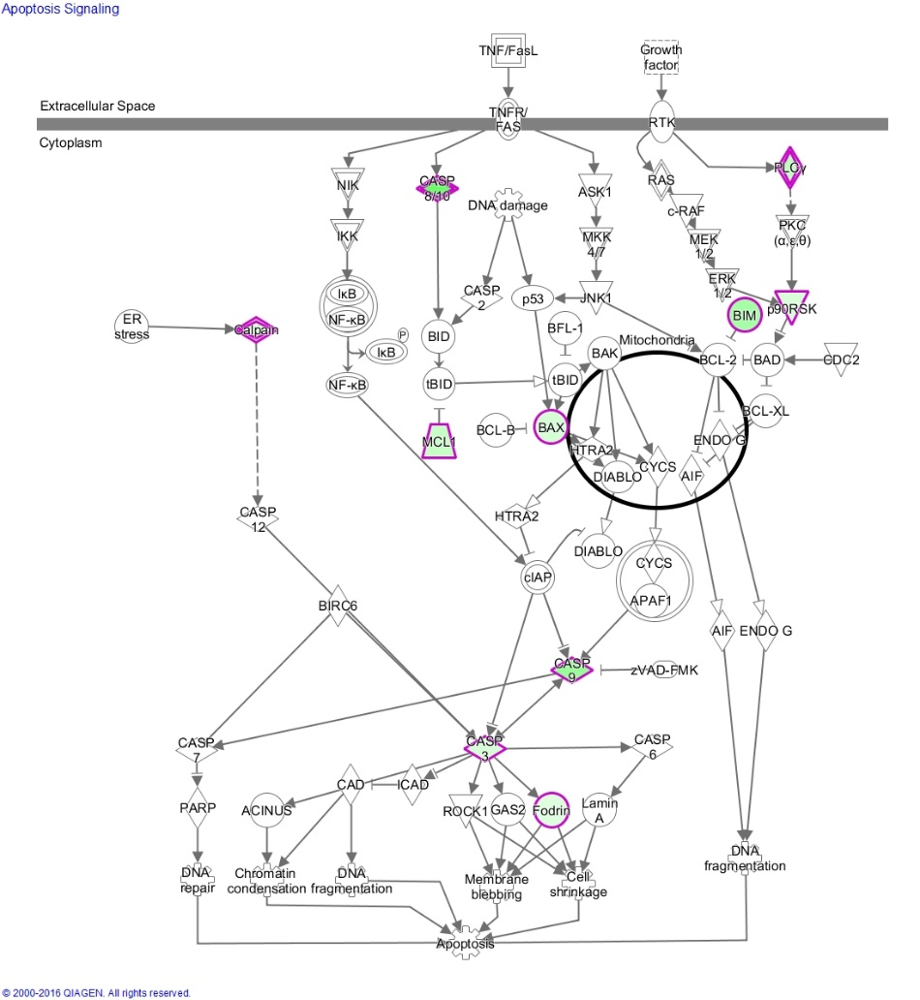 Apoptosis Signaling
TNF/FasL
Growth
factor
Extracellular Space
TNFR/
FAS
RTK
Cytoplasm
NIK
CASP
8/10
ASK1
RAS
PLCγ
DNA damage
c-RAF
IKK
MKK
4/7
MEK
1/2
PKC
(α,ε,θ)
IκB
NF-κB
CASP
2
p53
JNK1
ERK
1/2
BIM
p90RSK
ER
stress
Calpain
IκB
P
BID
BFL-1
BAK
Mitochondria
BCL-2
BAD
CDC2
NF-κB
tBID
tBID
BCL-B
BAX
BCL-XL
MCL1
HTRA2
DIABLO
CYCS
AIF
ENDO G
CASP
12
HTRA2
DIABLO
CYCS
APAF1
cIAP
BIRC6
AIF
ENDO G
CASP
9
zVAD-FMK
CASP
7
CASP
3
CASP
6
PARP
ACINUS
CAD
ICAD
ROCK1
GAS2
Fodrin
Lamin
A
DNA
repair
Chromatin
condensation
DNA
fragmentation
Membrane
blebbing
Cell
shrinkage
DNA
fragmentation
Apoptosis
© 2000-2016 QIAGEN. All rights reserved.